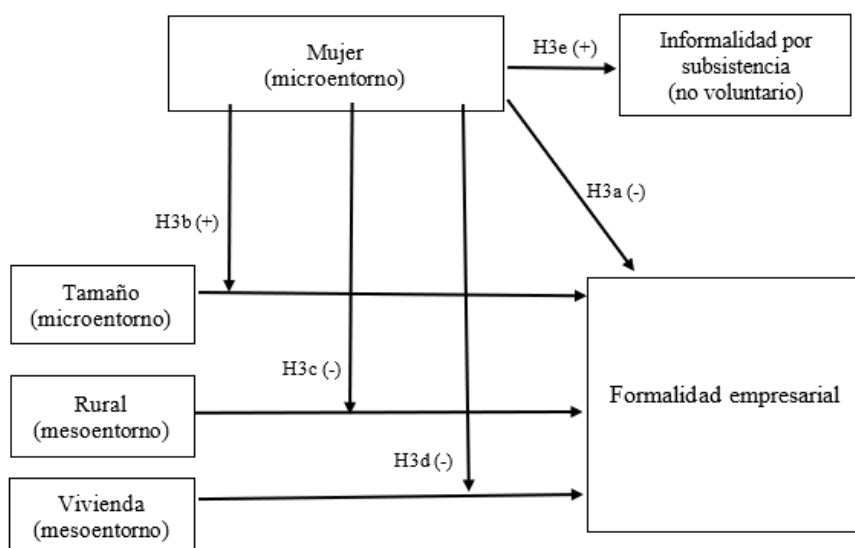 Mujer
(microentorno)
H3e (+)
Informalidad por
subsistencia
(no voluntario)
H3a (-)
H3b (+)
Tamaño
(microentorno)
H3c (-)
Rural
(mesoentorno)
Formalidad empresarial
H3d (-)
Vivienda
(mesoentorno)